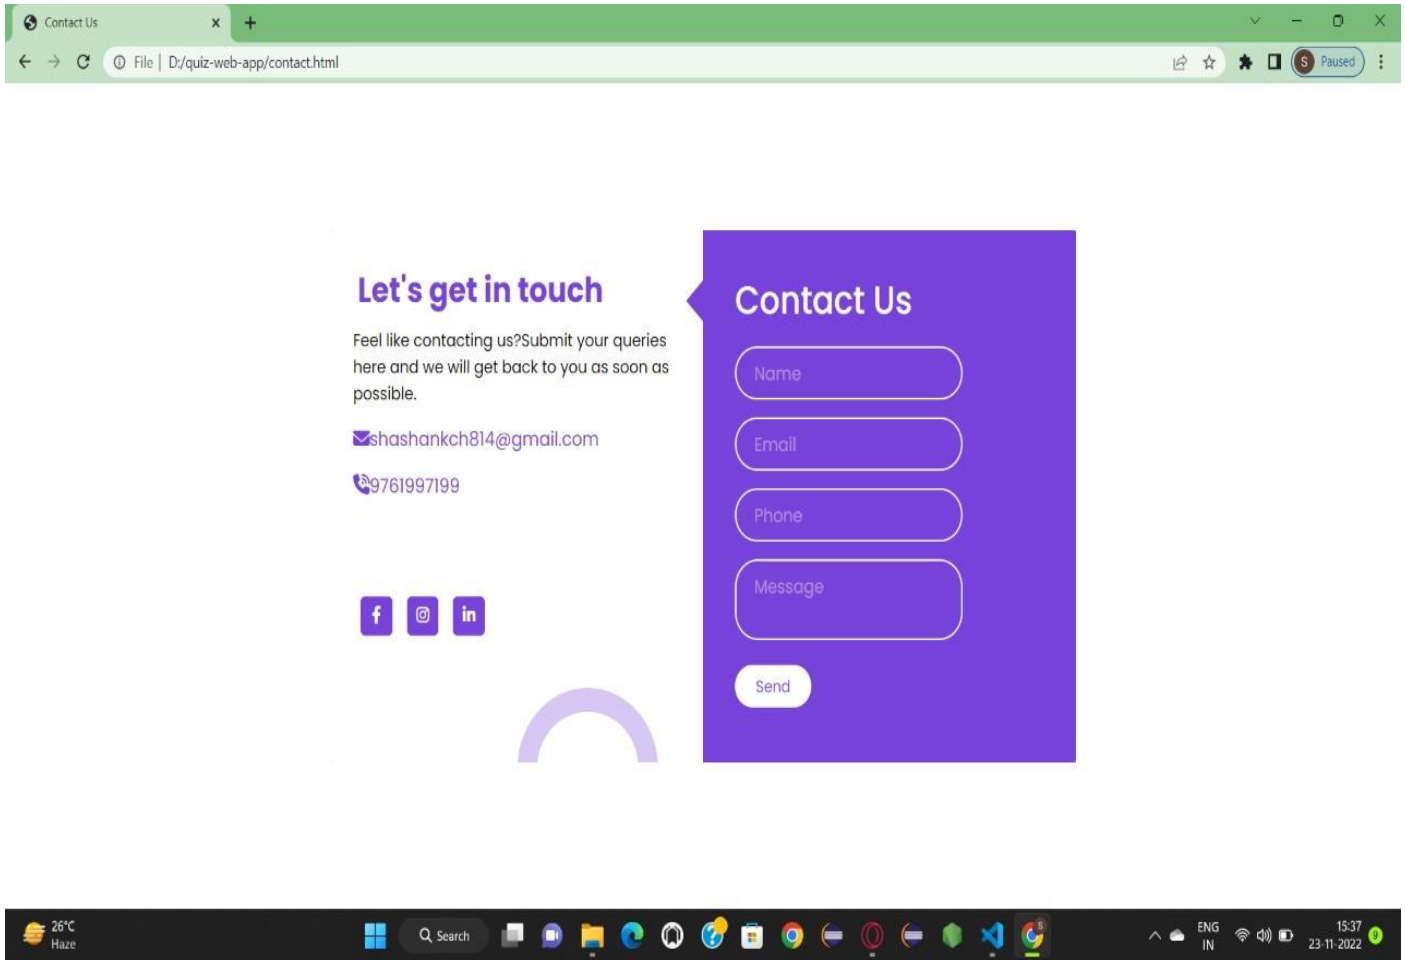 Contact Us
File | D:/quiz-web-app/contact.html
S Paused
Let's get in touch
Feel like contacting us?Submit your queries
here and we will get back to you as soon as
possible.
shashankch814@gmail.com
9761997199
f
in
Contact Us
Name
Email
Phone
Message
Send
26°C
Haze
Search
ENG
IN
15:37
23-11-2022
9